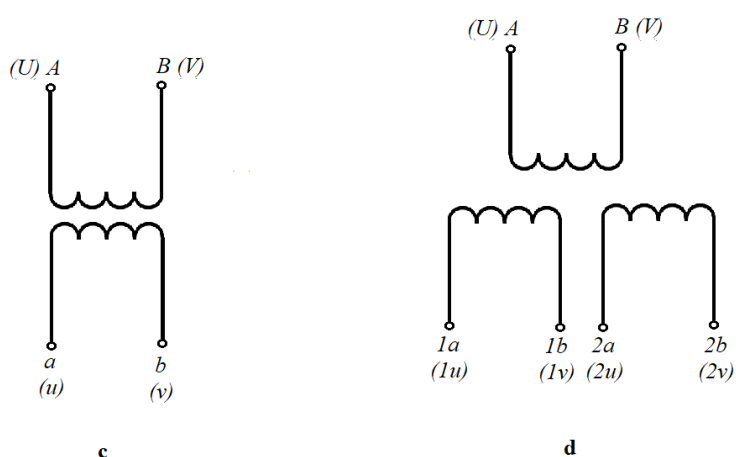 (U) A B (V)
a b
(u) (v)
c
(U) A B (V)
1a 1b 2a 2b
(1u) (1v) (2u) (2v)
d